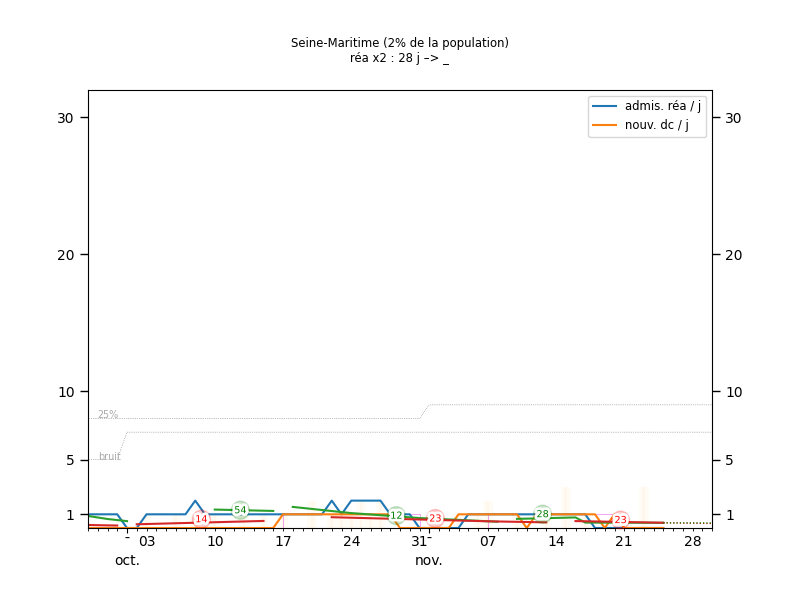 Seine-Maritime (2% de la population)
réa x2 : 28 j –> _
admis. réa / j
nouv. dc / j
30 30
20 20
10 10
25%
bruit
5 5
1 1
14 54 12 23 28 23
- 03 10 17 24 31 - 07 14 21 28
oct. nov.